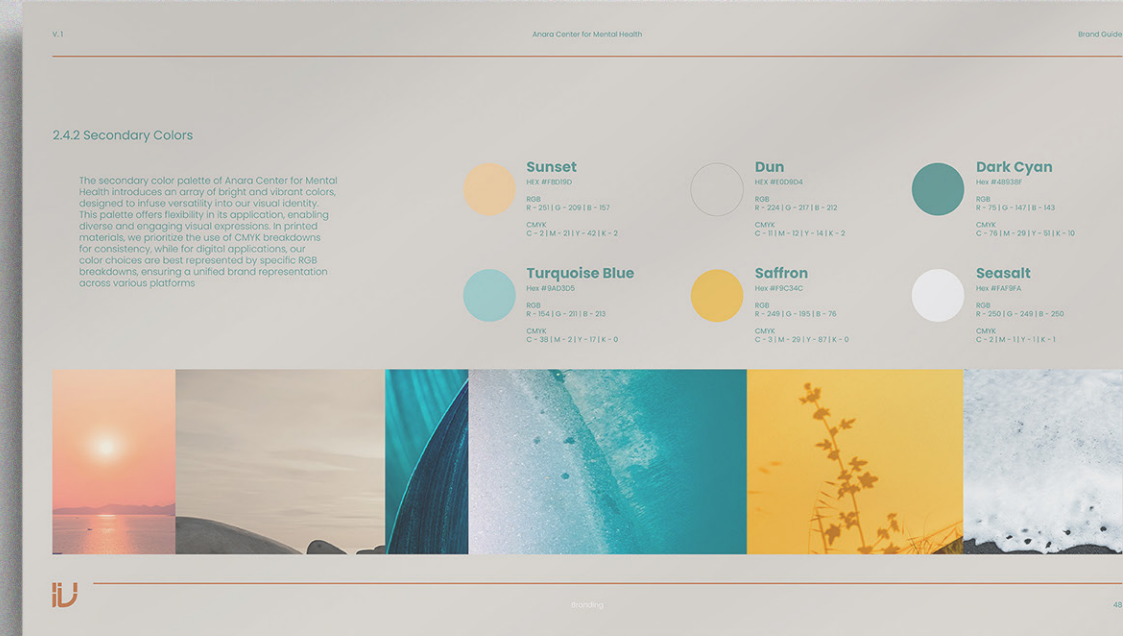 V. 1
Anara Center for Mental Health
Brand Guide
2.4.2 Secondary Colors
The secondary color palette of Anara Center for Mental
Health introduces an array of bright and vibrant colors,
designed to infuse versatility into our visual identity.
This palette offers flexibility in its application, enabling
diverse and engaging visual expressions. In printed
materials, we prioritize the use of CMYK breakdowns
for consistency, while for digital applications, our
color choices are best represented by specific RGB
breakdowns, ensuring a unified brand representation
across various platforms
Sunset
HEX #FBD19D
RGB
R - 251 | G - 209 | B - 157
CMYK
C - 2 | M - 21 | Y - 42 | K - 2
Dun
HEX #E0D9D4
RGB
R - 224 | G - 217 | B - 212
CMYK
C - 11 | M - 12 | Y - 14 | K - 2
Dark Cyan
Hex #4B938F
RGB
R - 75 | G - 147 | B - 143
CMYK
C - 76 | M - 29 | Y - 51 | K - 10
Turquoise Blue
Hex #9AD3D5
RGB
R - 154 | G - 211 | B - 213
CMYK
C - 38 | M - 2 | Y - 17 | K - 0
Saffron
Hex #F9C34C
RGB
R - 249 | G - 195 | B - 76
CMYK
C - 3 | M - 29 | Y - 87 | K - 0
Seasalt
Hex #FAF9FA
RGB
R - 250 | G - 249 | B - 250
CMYK
C - 2 | M - 1 | Y - 1 | K - 1
Branding
48